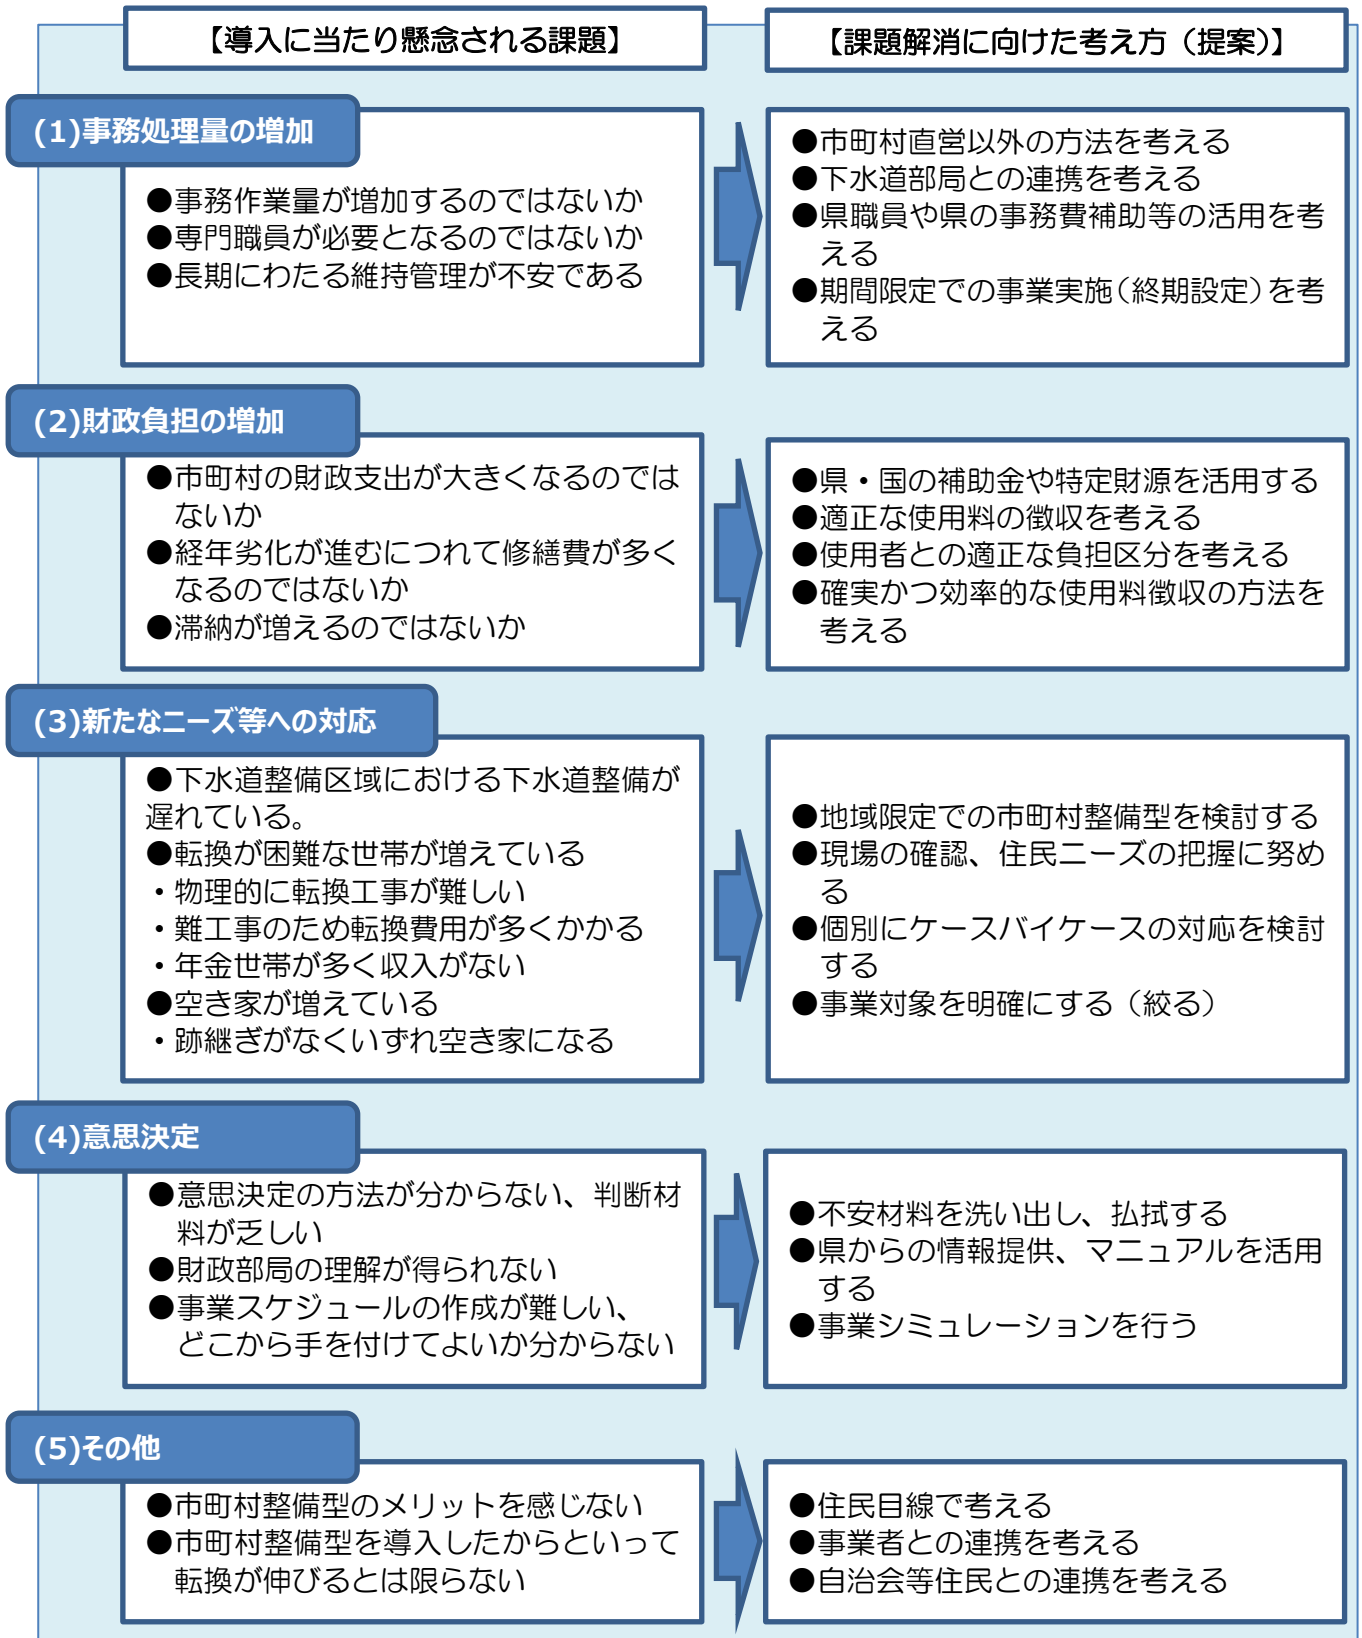 【導入に当たり懸念される課題】
【課題解消に向けた考え方（提案）】
(1)事務処理量の増加
●事務作業量が増加するのではないか
●専門職員が必要となるのではないか
●長期にわたる維持管理が不安である
●市町村直営以外の方法を考える
●下水道部局との連携を考える
●県職員や県の事務費補助等の活用を考
える
●期間限定での事業実施（終期設定）を考
える
(2)財政負担の増加
●市町村の財政支出が大きくなるのでは
ないか
●経年劣化が進むにつれて修繕費が多く
なるのではないか
●滞納が増えるのではないか
●県・国の補助金や特定財源を活用する
●適正な使用料の徴収を考える
●使用者との適正な負担区分を考える
●確実かつ効率的な使用料徴収の方法を
考える
(3)新たなニーズ等への対応
●下水道整備区域における下水道整備が
遅れている。
●転換が困難な世帯が増えている
・物理的に転換工事が難しい
・難工事のため転換費用が多くかかる
・年金世帯が多く収入がない
●空き家が増えている
・跡継ぎがなくいずれ空き家になる
●地域限定での市町村整備型を検討する
●現場の確認、住民ニーズの把握に努め
る
●個別にケースバイケースの対応を検討
する
●事業対象を明確にする（絞る）
(4)意思決定
●意思決定の方法が分からない、判断材
料が乏しい
●財政部局の理解が得られない
●事業スケジュールの作成が難しい、
どこから手を付けてよいか分からない
●不安材料を洗い出し、払拭する
●県からの情報提供、マニュアルを活用
する
●事業シミュレーションを行う
(5)その他
●市町村整備型のメリットを感じない
●市町村整備型を導入したからといって
転換が伸びるとは限らない
●住民目線で考える
●事業者との連携を考える
●自治会等住民との連携を考える